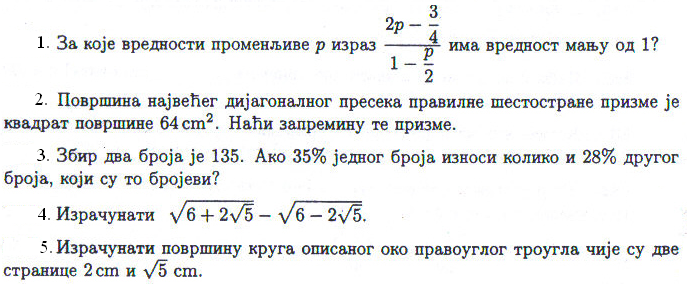 1. За које вредности променљиве p израз \frac{2p - \frac{3}{4}}{1 - \frac{p}{2}} има вредност мању од 1?
2. Површина највећег дијагоналног пресека правилне шестостране призме је
квадрат површине 64 cm². Наћи запремину те призме.
3. Збир два броја је 135. Ако 35% једног броја износи колико и 28% другог
броја, који су то бројеви?
4. Израчунати √(6 + 2√5) − √(6 − 2√5).
5. Израчунати површину круга описаног око правоуглог троугла чије су две
странице 2 cm и √5 cm.